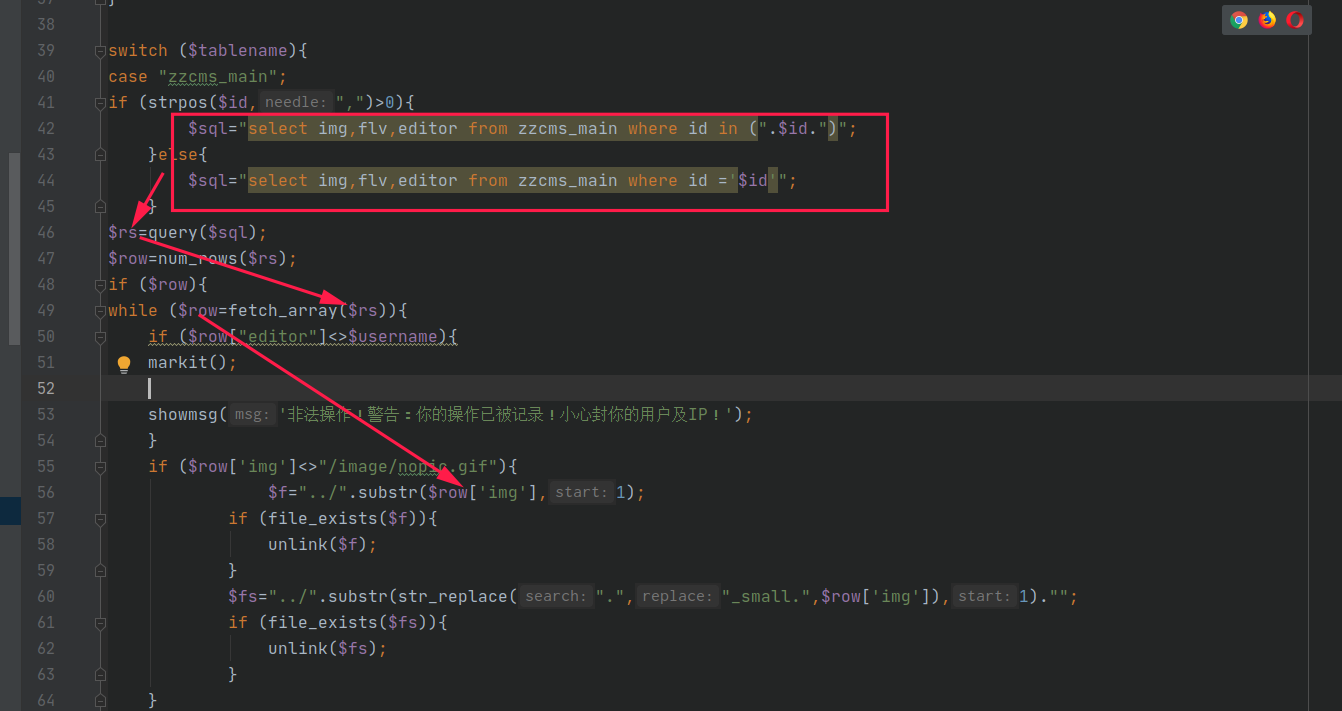 37 }
38
39 switch ($tablename){
40 case "zzcms_main";
41 if (strpos($id, needle: ",")>0){
42 $sql="select img,flv,editor from zzcms_main where id in (".$id.")";
43 }else{
44 $sql="select img,flv,editor from zzcms_main where id ='$id'";
45 }
46 $rs=query($sql);
47 $row=num_rows($rs);
48 if ($row){
49 while ($row=fetch_array($rs)){
50 if ($row["editor"]<>$username){
51 markit();
52
53 showmsg( msg: '非法操作！警告：你的操作已被记录！小心封你的用户及IP！');
54 }
55 if ($row['img']<>"/image/nopic.gif"){
56 $f="../".substr($row['img'], start: 1);
57 if (file_exists($f)){
58 unlink($f);
59 }
60 $fs="../".substr(str_replace( search: ".", replace: "_small.",$row['img']), start: 1)."";
61 if (file_exists($fs)){
62 unlink($fs);
63 }
64 }